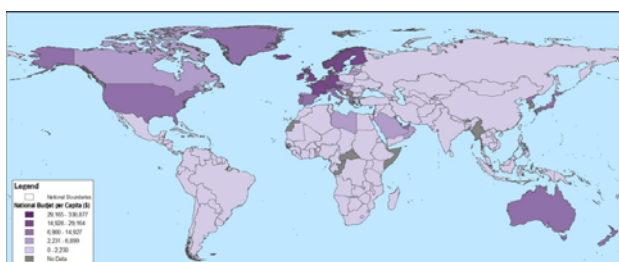 Legend
National Boundaries
National Budget per Capita ($)
29,165 - 336,877
14,928 - 29,164
6,900 - 14,927
2,231 - 6,899
0 - 2,230
No Data